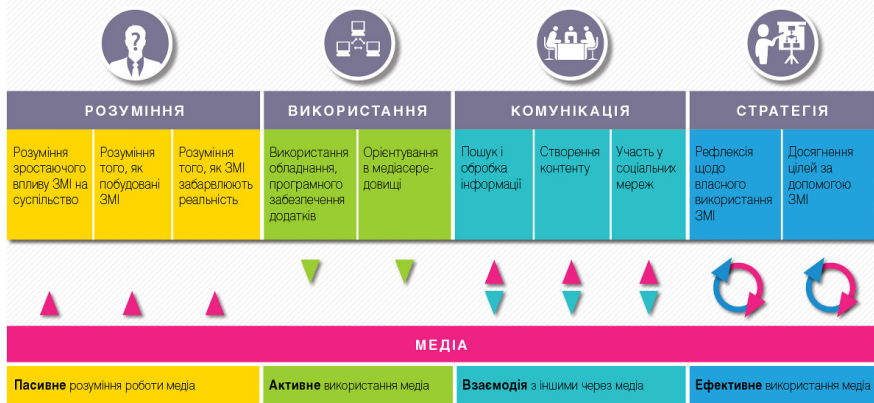 ?
РОЗУМІННЯ
ВИКОРИСТАННЯ
КОМУНІКАЦІЯ
СТРАТЕГІЯ
Розуміння
зростаючого
впливу ЗМІ на
суспільство
Розуміння
того, як
побудовані
ЗМІ
Розуміння
того, як ЗМІ
забарвлюють
реальність
Використання
обладнання,
програмного
забезпечення
додатків
Орієнтування
в медіасере-
довищі
Пошук і
обробка
інформації
Створення
контенту
Участь у
соціальних
мереж
Рефлексія
щодо
власного
використання
ЗМІ
Досягнення
цілей за
допомогою
ЗМІ
МЕДІА
Пасивне розуміння роботи медіа
Активне використання медіа
Взаємодія з іншими через медіа
Ефективне використання медіа